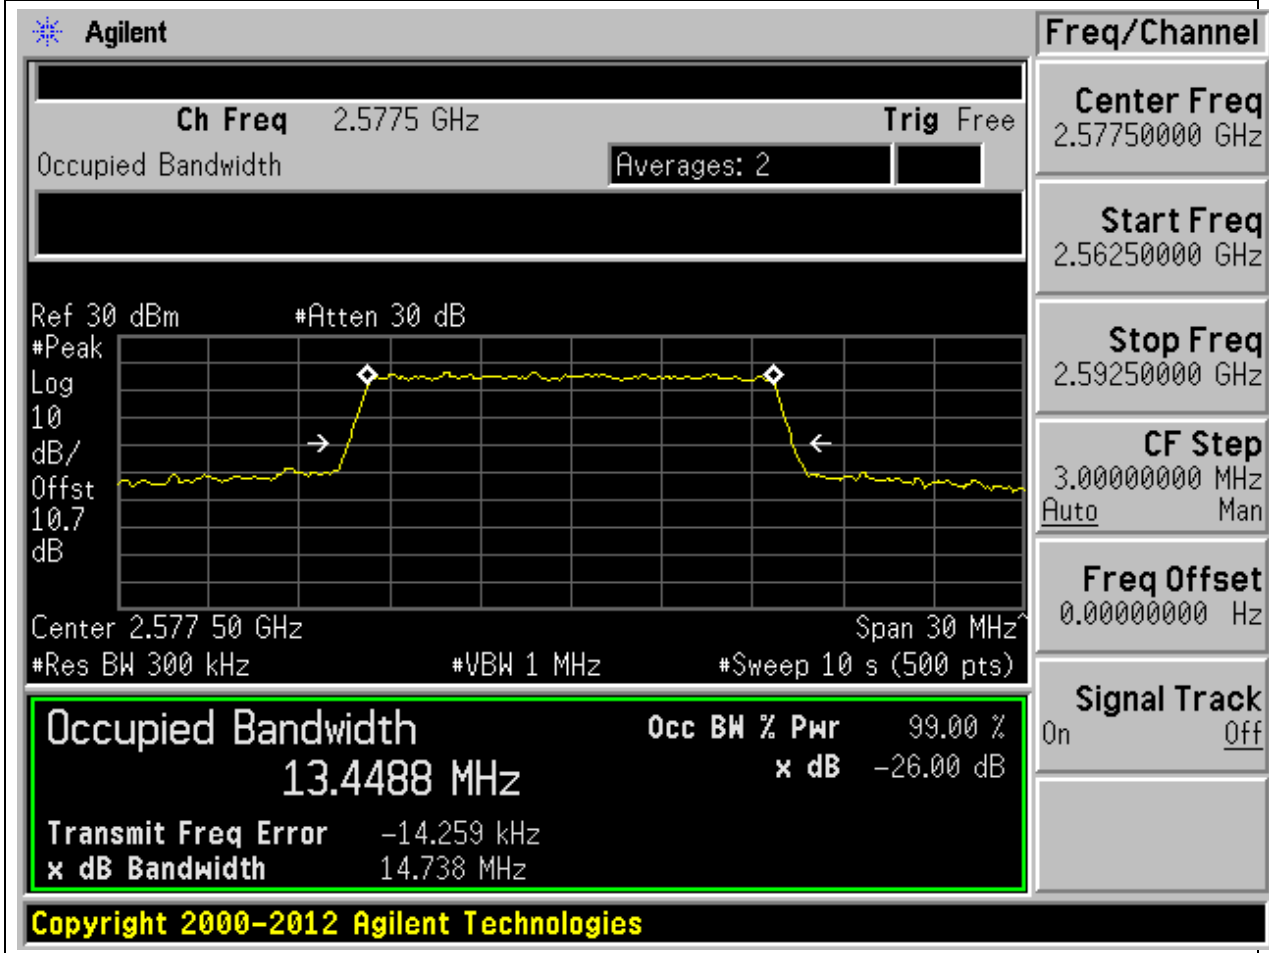 Agilent
Freq/Channel
Ch Freq 2.5775 GHz Trig Free
Occupied Bandwidth Averages: 2
Center Freq
2.57750000 GHz
Start Freq
2.56250000 GHz
Stop Freq
2.59250000 GHz
CF Step
3.00000000 MHz
Auto Man
Freq Offset
0.00000000 Hz
Signal Track
On Off
Ref 30 dBm #Atten 30 dB
#Peak
Log
10
dB/
Offst
10.7
dB
Center 2.577 50 GHz Span 30 MHz^
#Res BW 300 kHz #VBW 1 MHz #Sweep 10 s (500 pts)
Occupied Bandwidth Occ BW % Pwr 99.00 %
13.4488 MHz x dB -26.00 dB
Transmit Freq Error -14.259 kHz
x dB Bandwidth 14.738 MHz
Copyright 2000-2012 Agilent Technologies